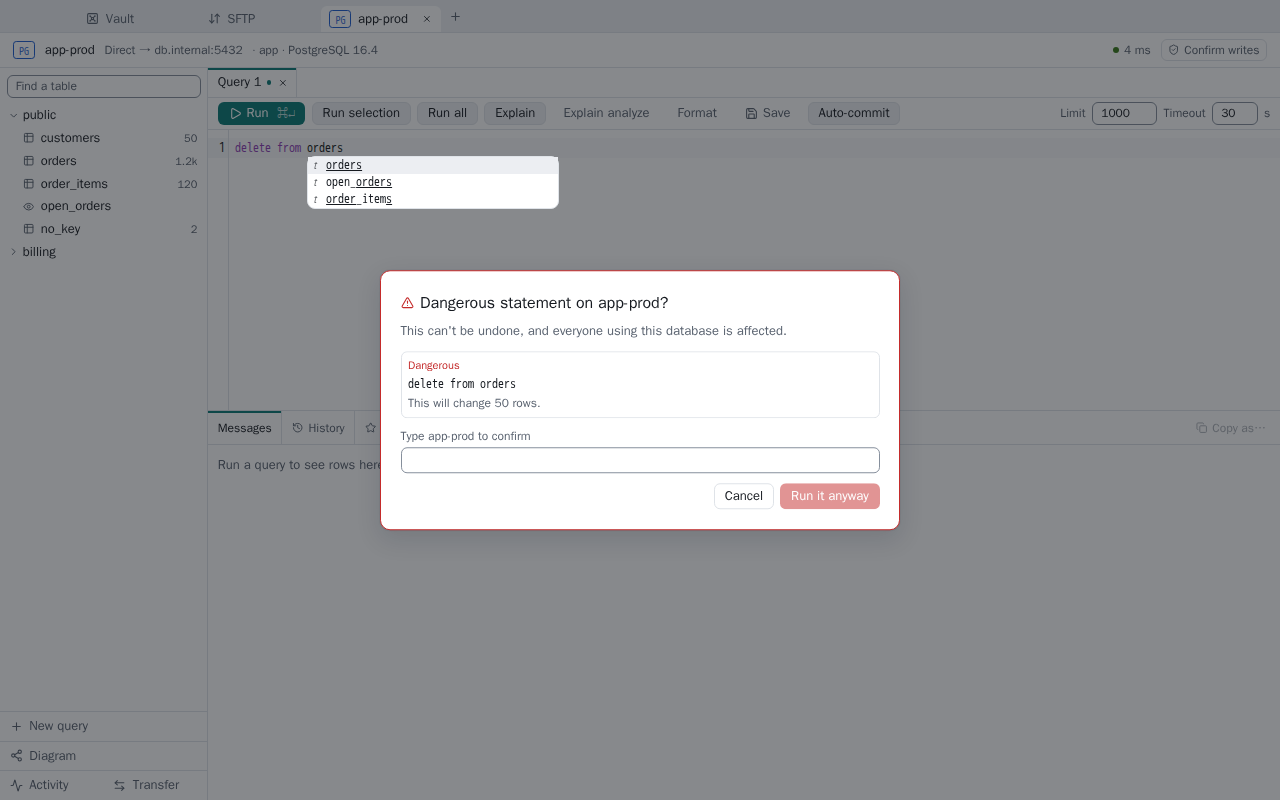 Vault
SFTP
PG app-prod ×
PG app-prod Direct → db.internal:5432 · app · PostgreSQL 16.4
4 ms
Confirm writes
Find a table
public
customers 50
orders 1.2k
order_items 120
open_orders
no_key 2
billing
New query
Diagram
Activity
Transfer
Query 1 • ×
Run ⌘↵
Run selection
Run all
Explain
Explain analyze
Format
Save
Auto-commit
Limit 1000
Timeout 30 s
1 delete from orders
t orders
t open_orders
t order_items
Messages
History
Copy as⋯
Run a query to see rows here
Dangerous statement on app-prod?
This can't be undone, and everyone using this database is affected.
Dangerous
delete from orders
This will change 50 rows.
Type app-prod to confirm
Cancel
Run it anyway